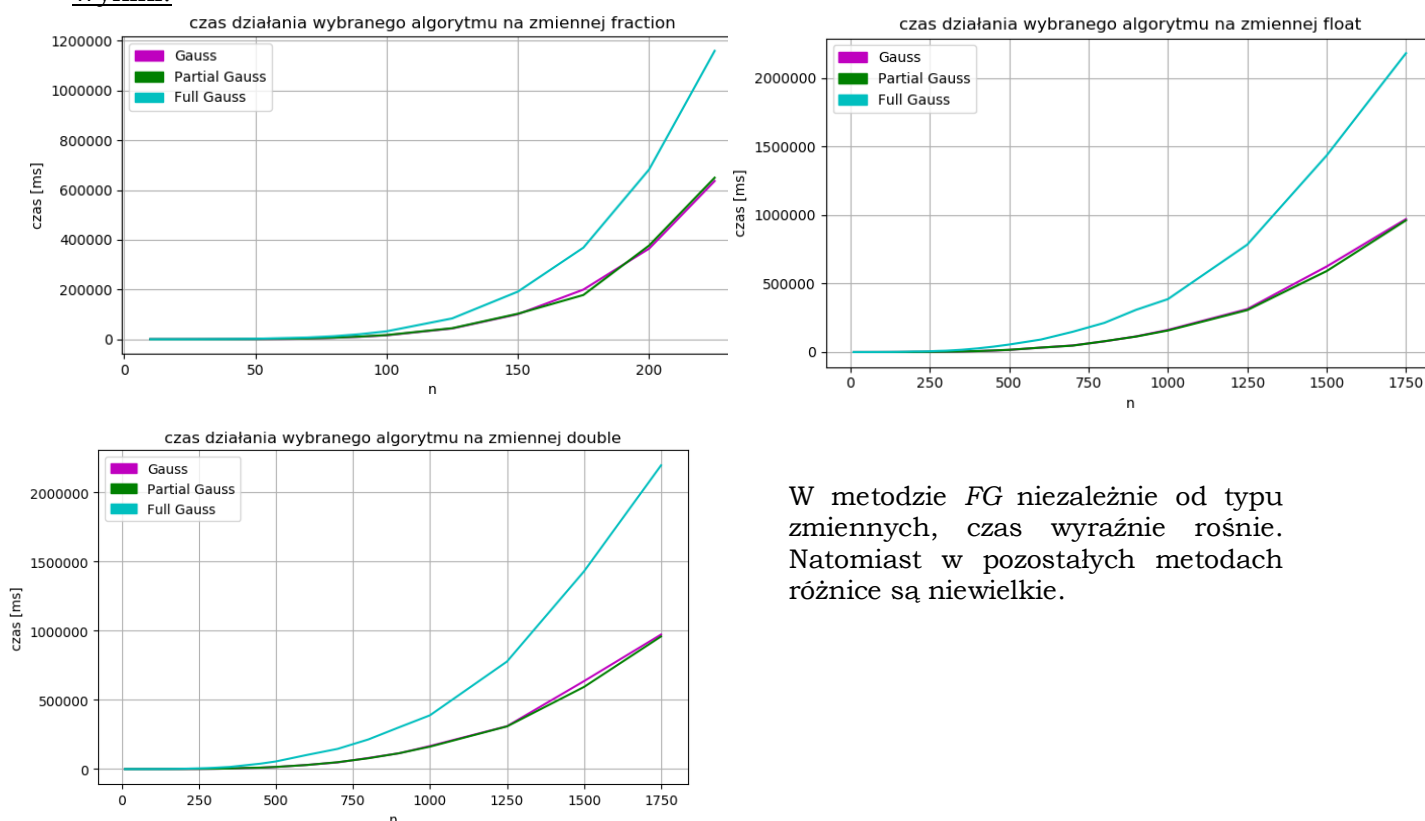 wyniki:
czas działania wybranego algorytmu na zmiennej fraction
1200000
1000000
800000
600000
400000
200000
0
czas [ms]
Gauss
Partial Gauss
Full Gauss
0 50 100 150 200
n
czas działania wybranego algorytmu na zmiennej float
2000000
1500000
1000000
500000
0
czas [ms]
Gauss
Partial Gauss
Full Gauss
0 250 500 750 1000 1250 1500 1750
n
czas działania wybranego algorytmu na zmiennej double
2000000
1500000
1000000
500000
0
czas [ms]
Gauss
Partial Gauss
Full Gauss
0 250 500 750 1000 1250 1500 1750
n
W metodzie FG niezależnie od typu
zmiennych, czas wyraźnie rośnie.
Natomiast w pozostałych metodach
różnice są niewielkie.